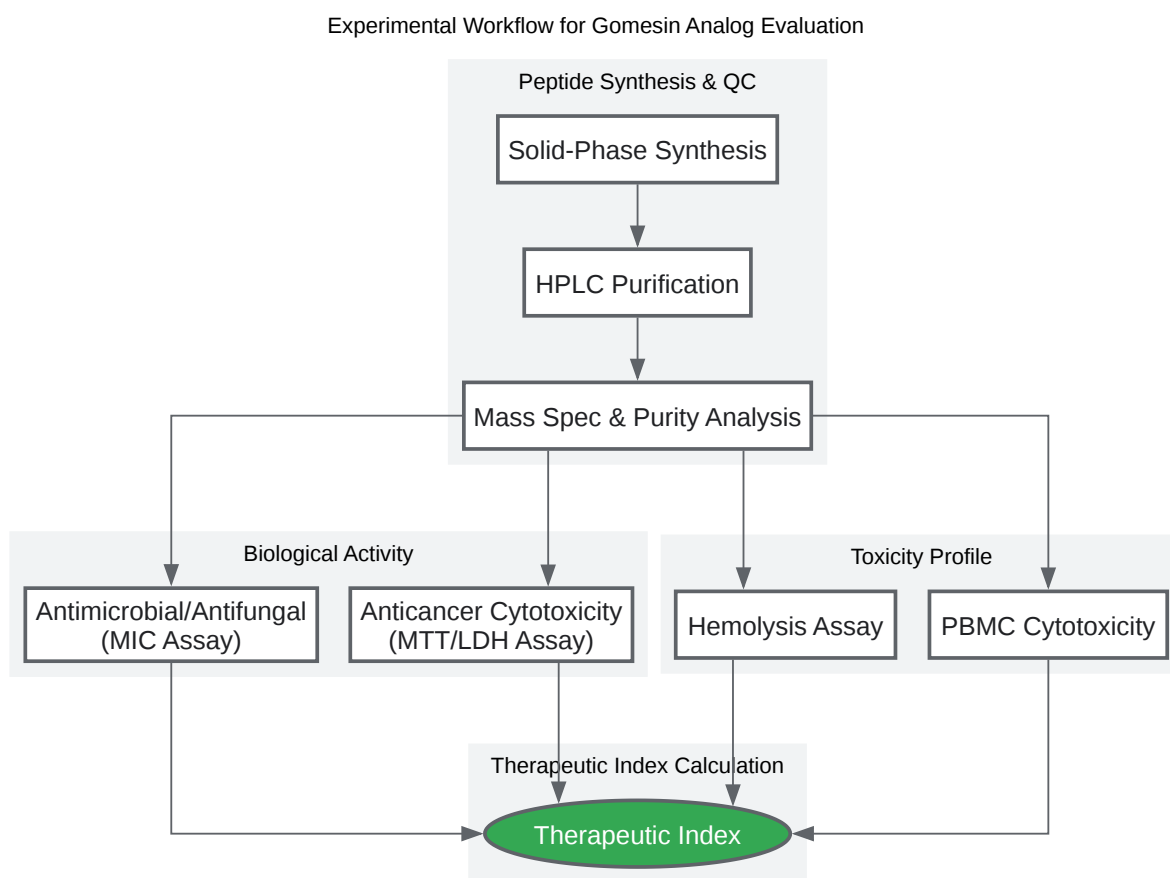 Experimental Workflow for Gomesin Analog Evaluation
Peptide Synthesis & QC
Solid-Phase Synthesis
HPLC Purification
Mass Spec & Purity Analysis
Biological Activity
Toxicity Profile
Antimicrobial/Antifungal
(MIC Assay)
Anticancer Cytotoxicity
(MTT/LDH Assay)
Hemolysis Assay
PBMC Cytotoxicity
Therapeutic Index Calculation
Therapeutic Index